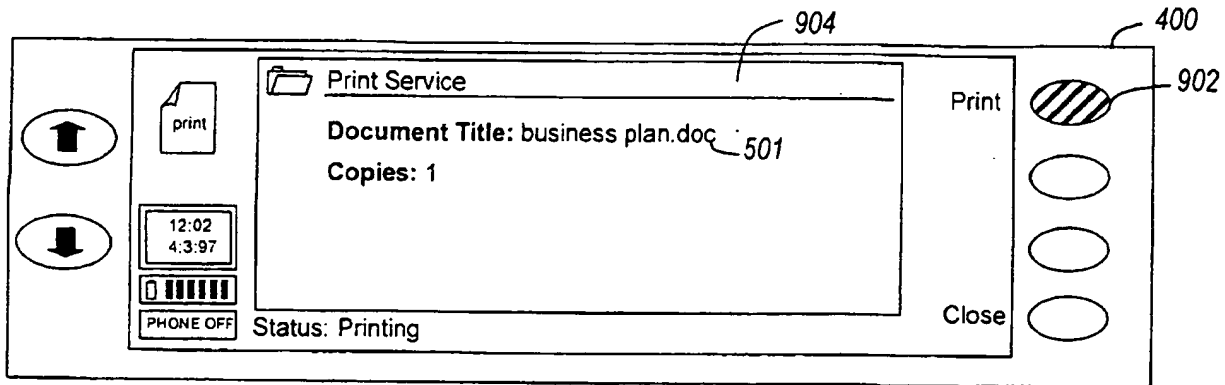 904
400
Print Service
Print
902
print
Document Title: business plan.doc
501
Copies: 1
12:02
4:3:97
PHONE OFF
Status: Printing
Close